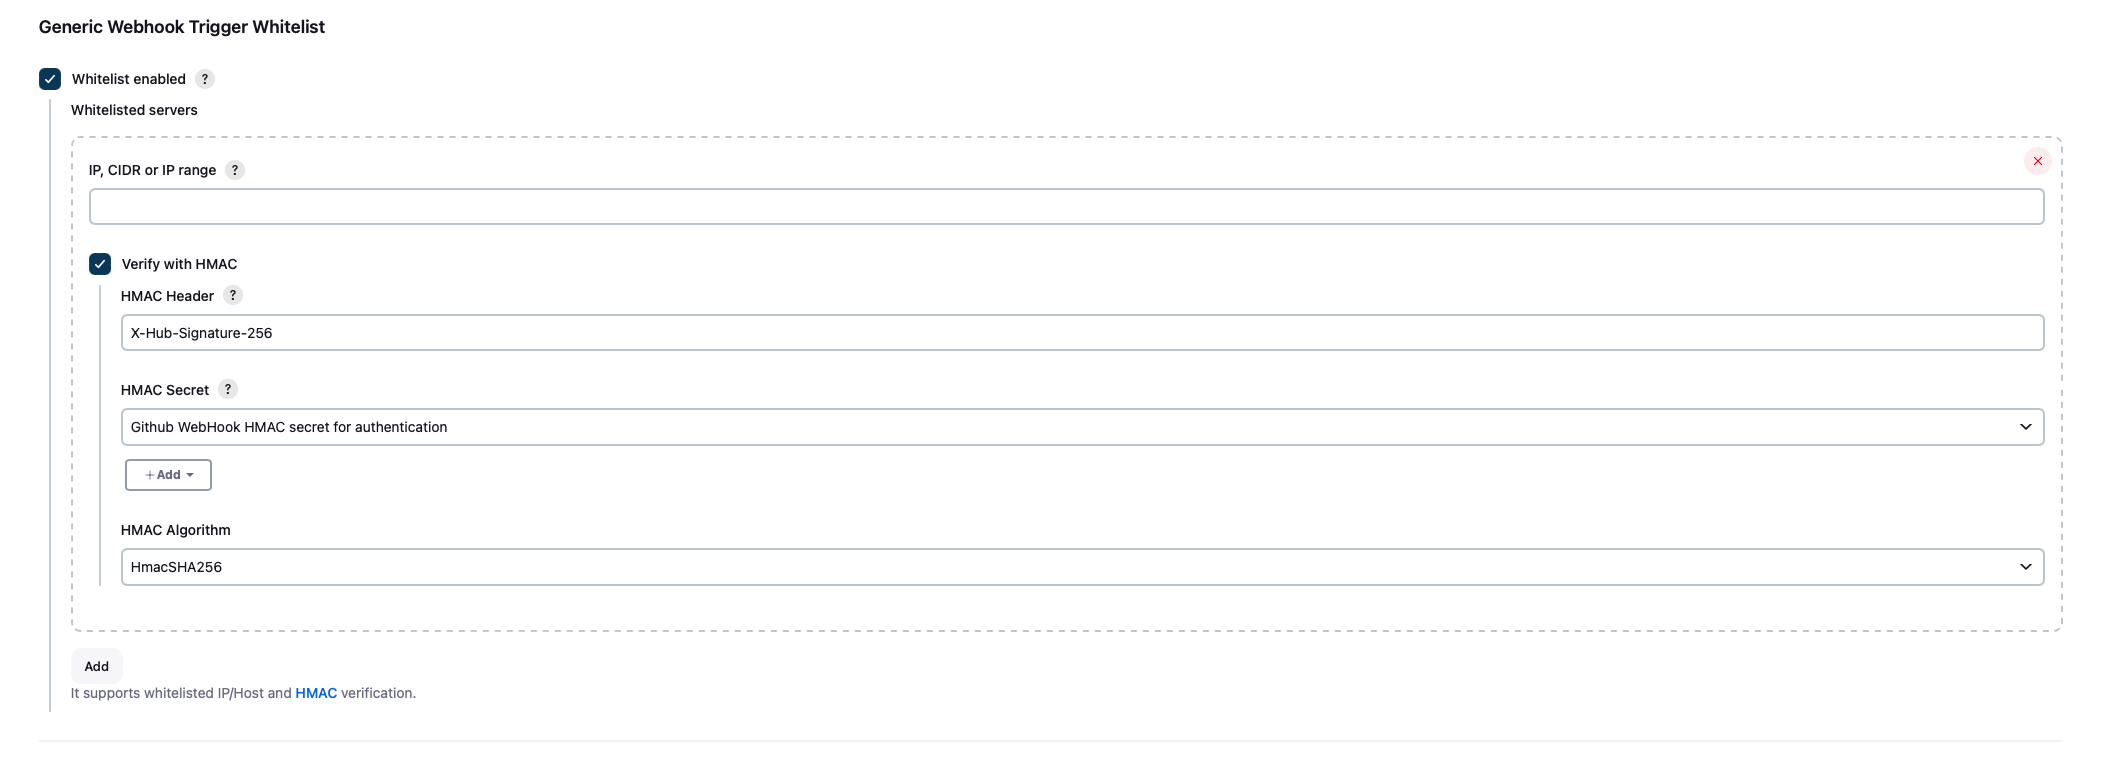 Generic Webhook Trigger Whitelist
Whitelist enabled ?
Whitelisted servers
IP, CIDR or IP range ?
Verify with HMAC
HMAC Header ?
X-Hub-Signature-256
HMAC Secret ?
Github WebHook HMAC secret for authentication
+ Add
HMAC Algorithm
HmacSHA256
Add
It supports whitelisted IP/Host and HMAC verification.